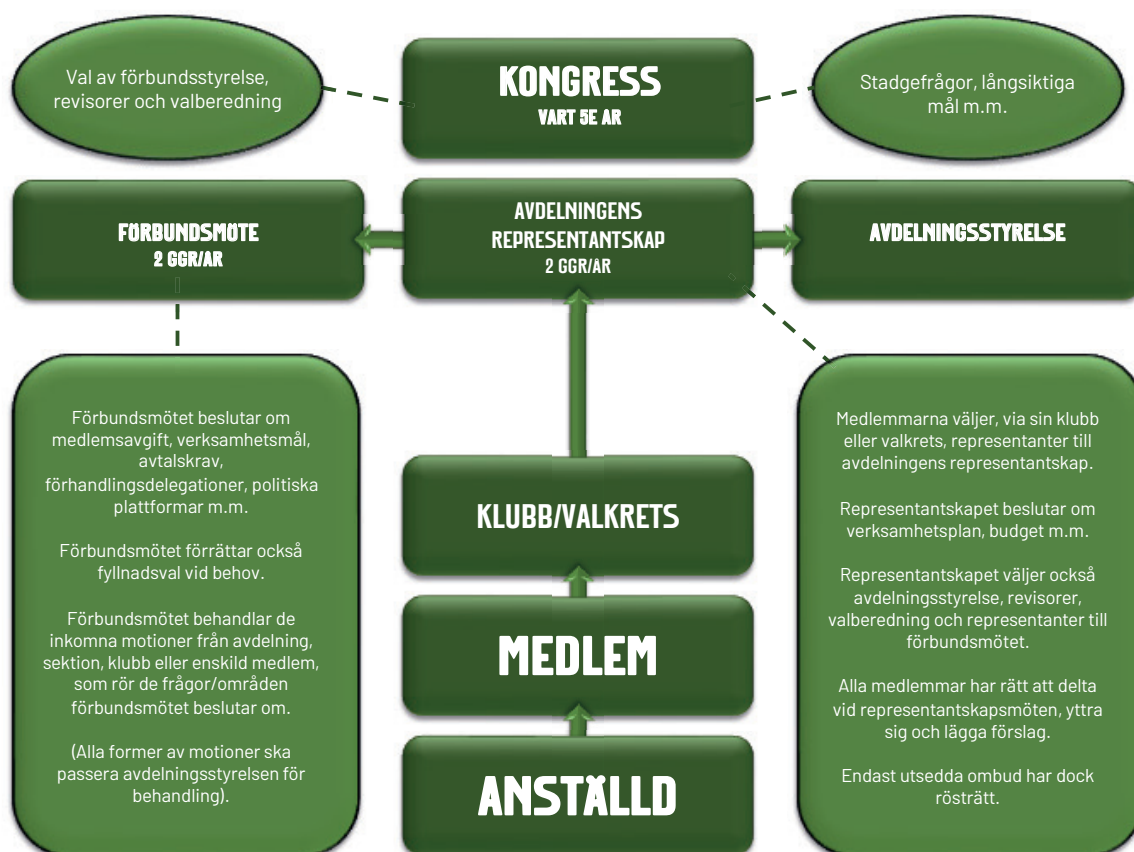 Val av förbundsstyrelse,
revisorer och valberedning
KONGRESS
VART 5E AR
Stadgefrågor, långsiktiga
mål m.m.
FÖRBUNDSMÖTE
2 GGR/AR
AVDELNINGENS
REPRESENTANTSKAP
2 GGR/ÅR
AVDELNINGSSTYRELSE
Förbundsmötet beslutar om
medlemsavgift, verksamhetsmål,
avtalskrav,
förhandlingsdelegationer, politiska
plattformar m.m.
Förbundsmötet förrättar också
fyllnadsval vid behov.
Förbundsmötet behandlar de
inkomna motioner från avdelning,
sektion, klubb eller enskild medlem,
som rör de frågor/områden
förbundsmötet beslutar om.
(Alla former av motioner ska
passera avdelningsstyrelsen för
behandling).
KLUBB/VALKRETS
MEDLEM
ANSTÄLLD
Medlemmarna väljer, via sin klubb
eller valkrets, representanter till
avdelningens representantskap.
Representantskapet beslutar om
verksamhetsplan, budget m.m.
Representantskapet väljer också
avdelningsstyrelse, revisorer,
valberedning och representanter till
förbundsmötet.
Alla medlemmar har rätt att delta
vid representantskapsmöten, yttra
sig och lägga förslag.
Endast utsedda ombud har dock
rösträtt.